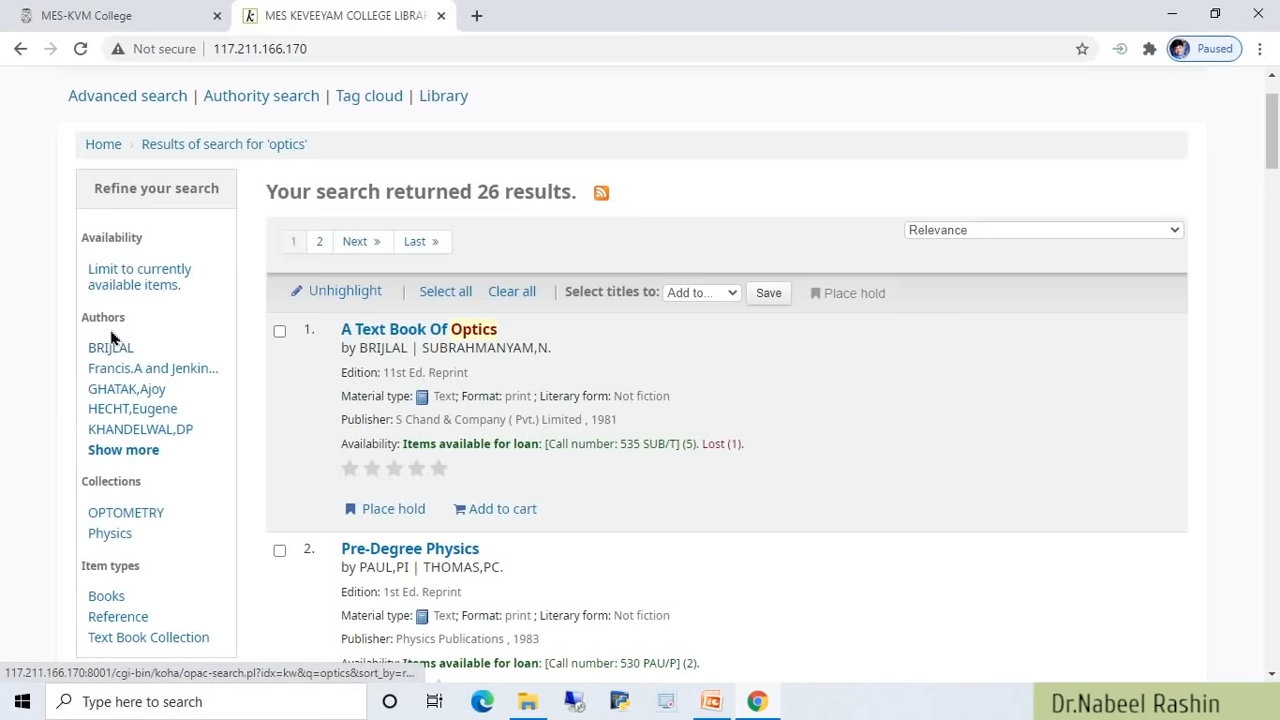 MES-KVM College
MES KEVEEYAM COLLEGE LIBRAR
Not secure 117.211.166.170
Paused
Advanced search | Authority search | Tag cloud | Library
Home › Results of search for 'optics'
Refine your search
Availability
Limit to currently
available items.
Authors
BRIJLAL
Francis.A and Jenkin...
GHATAK,Ajoy
HECHT,Eugene
KHANDELWAL,DP
Show more
Collections
OPTOMETRY
Physics
Item types
Books
Reference
Text Book Collection
Your search returned 26 results.
1 2 Next » Last »
Relevance
Unhighlight | Select all Clear all | Select titles to: Add to... Save Place hold
1. A Text Book Of Optics
by BRIJLAL | SUBRAHMANYAM,N.
Edition: 11st Ed. Reprint
Material type: Text; Format: print ; Literary form: Not fiction
Publisher: S Chand & Company ( Pvt.) Limited , 1981
Availability: Items available for loan: [Call number: 535 SUB/T] (5). Lost (1).
Place hold Add to cart
2. Pre-Degree Physics
by PAUL,PI | THOMAS,PC.
Edition: 1st Ed. Reprint
Material type: Text; Format: print ; Literary form: Not fiction
Publisher: Physics Publications , 1983
Availability: Items available for loan: [Call number: 530 PAU/P] (2).
117.211.166.170:8001/cgi-bin/koha/opac-search.pl?idx=kw&q=optics&sort_by=r...
Type here to search
Dr.Nabeel Rashin